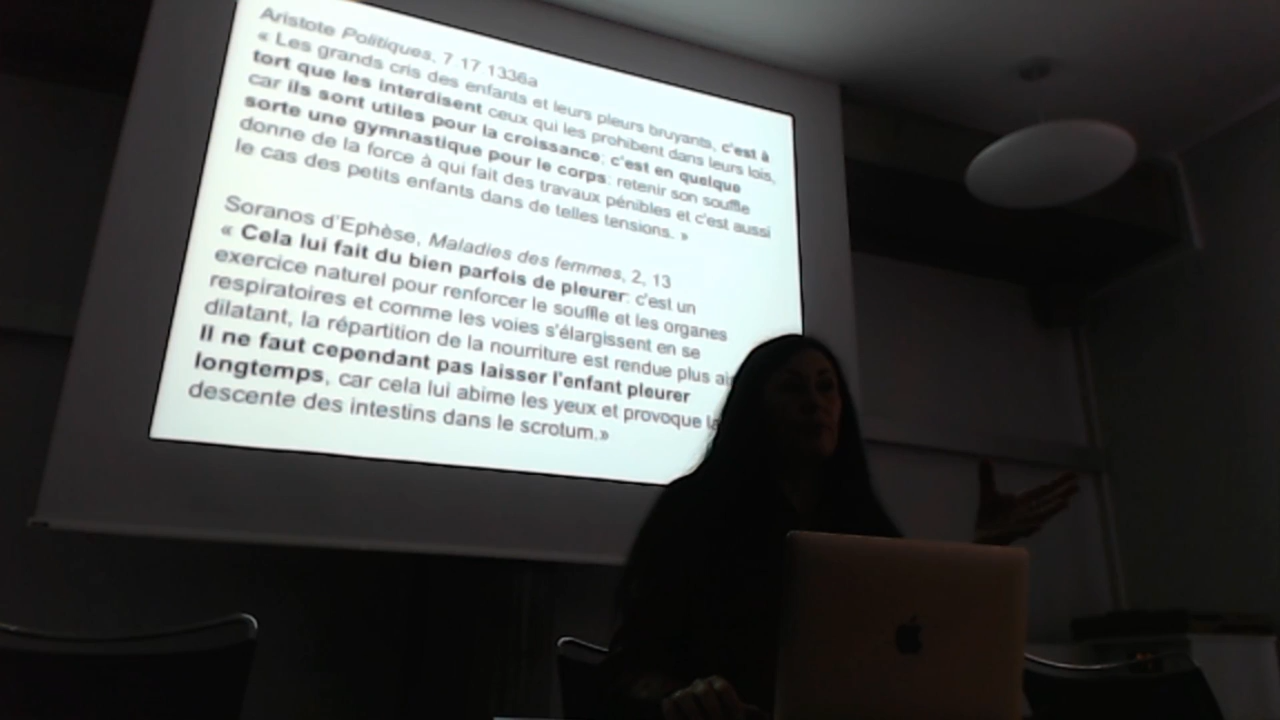 Aristote Politiques, 7 17 1336a
« Les grands cris des enfants et leurs pleurs bruyants, c'est à
tort que les interdisent ceux qui les prohibent dans leurs lois,
car ils sont utiles pour la croissance; c'est en quelque
sorte une gymnastique pour le corps: retenir son souffle
donne de la force à qui fait des travaux pénibles et c'est aussi
le cas des petits enfants dans de telles tensions. »
Soranos d'Ephèse, Maladies des femmes, 2, 13
« Cela lui fait du bien parfois de pleurer: c'est un
exercice naturel pour renforcer le souffle et les organes
respiratoires et comme les voies s'élargissent en se
dilatant, la répartition de la nourriture est rendue plus
Il ne faut cependant pas laisser l'enfant pleurer
longtemps, car cela lui abime les yeux et provoque
descente des intestins dans le scrotum.»